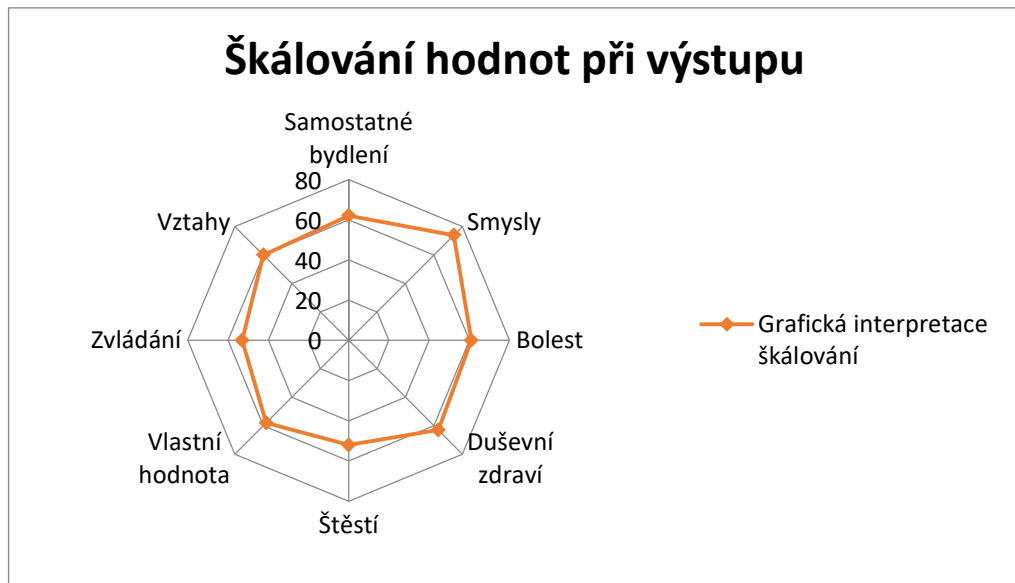 Škálování hodnot při výstupu
Samostatné
bydlení
80
Vztahy
Smysly
60
40
20
Zvládání
0
Bolest
Grafická interpretace
škálování
Vlastní
hodnota
Duševní
zdraví
Štěstí